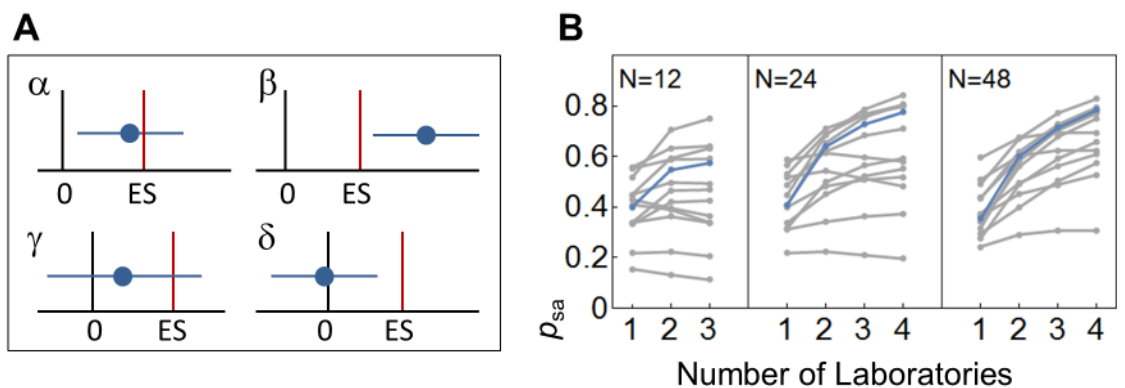 A
α
β
0 ES
0 ES
γ
δ
0 ES
0 ES
B
N=12
N=24
N=48
0.8
0.6
0.4
0.2
0
psa
1 2 3
1 2 3 4
1 2 3 4
Number of Laboratories